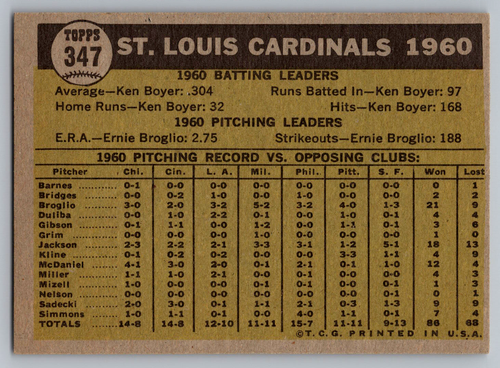 TOPPS
347
ST. LOUIS CARDINALS 1960
1960 BATTING LEADERS
Average—Ken Boyer: .304 Runs Batted In—Ken Boyer: 97
Home Runs—Ken Boyer: 32 Hits—Ken Boyer: 168
1960 PITCHING LEADERS
E.R.A.—Ernie Broglio: 2.75 Strikeouts—Ernie Broglio: 188
1960 PITCHING RECORD VS. OPPOSING CLUBS:
Pitcher Chi. Cin. L. A. Mil. Phil. Pitt. S. F. Won Lost
Barnes 0-1 0-0 0-0 0-0 0-0 0-0 0-0 0 1
Bridges 0-0 0-2 1-0 0-0 0-0 1-0 0-0 2 2
Broglio 3-0 2-0 3-2 5-2 3-2 4-0 1-3 21 9
Duliba 0-0 1-0 2-2 0-1 0-0 0-1 1-0 4 4
Gibson 0-1 1-1 0-0 0-2 1-1 1-1 0-0 3 6
Grim 0-0 1-0 0-0 0-0 0-0 0-0 0-0 1 0
Jackson 2-3 2-2 2-1 3-3 3-1 1-2 5-1 18 13
Kline 0-1 0-2 0-1 1-0 0-0 3-3 1-1 4 9
McDaniel 4-1 3-0 2-1 0-0 2-1 0-1 1-0 12 4
Miller 1-1 1-0 2-1 0-0 0-1 0-0 0-0 4 3
Mizell 0-0 0-0 0-0 0-1 0-0 0-0 1-2 1 3
Nelson 0-0 0-0 0-0 0-0 0-0 0-1 0-0 0 1
Sadecki 2-0 3-0 0-1 1-1 2-1 0-3 1-3 9 9
Simmons 1-0 1-1 0-1 0-1 4-0 1-1 0-0 7 4
TOTALS 14-8 14-8 12-10 11-11 15-7 11-11 9-13 86 68
©T.C.G. PRINTED IN U.S.A.